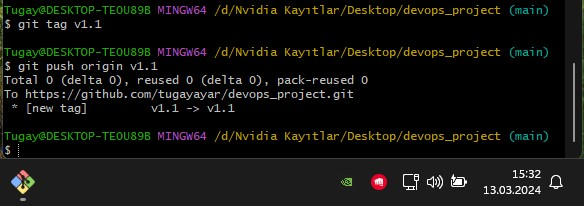 Tugay@DESKTOP-TEOU89B MINGW64 /d/Nvidia Kayıtlar/Desktop/devops_project (main)
$ git tag v1.1
Tugay@DESKTOP-TEOU89B MINGW64 /d/Nvidia Kayıtlar/Desktop/devops_project (main)
$ git push origin v1.1
Total 0 (delta 0), reused 0 (delta 0), pack-reused 0
To https://github.com/tugayayar/devops_project.git
 * [new tag]         v1.1 -> v1.1
Tugay@DESKTOP-TEOU89B MINGW64 /d/Nvidia Kayıtlar/Desktop/devops_project (main)
$
15:32
13.03.2024